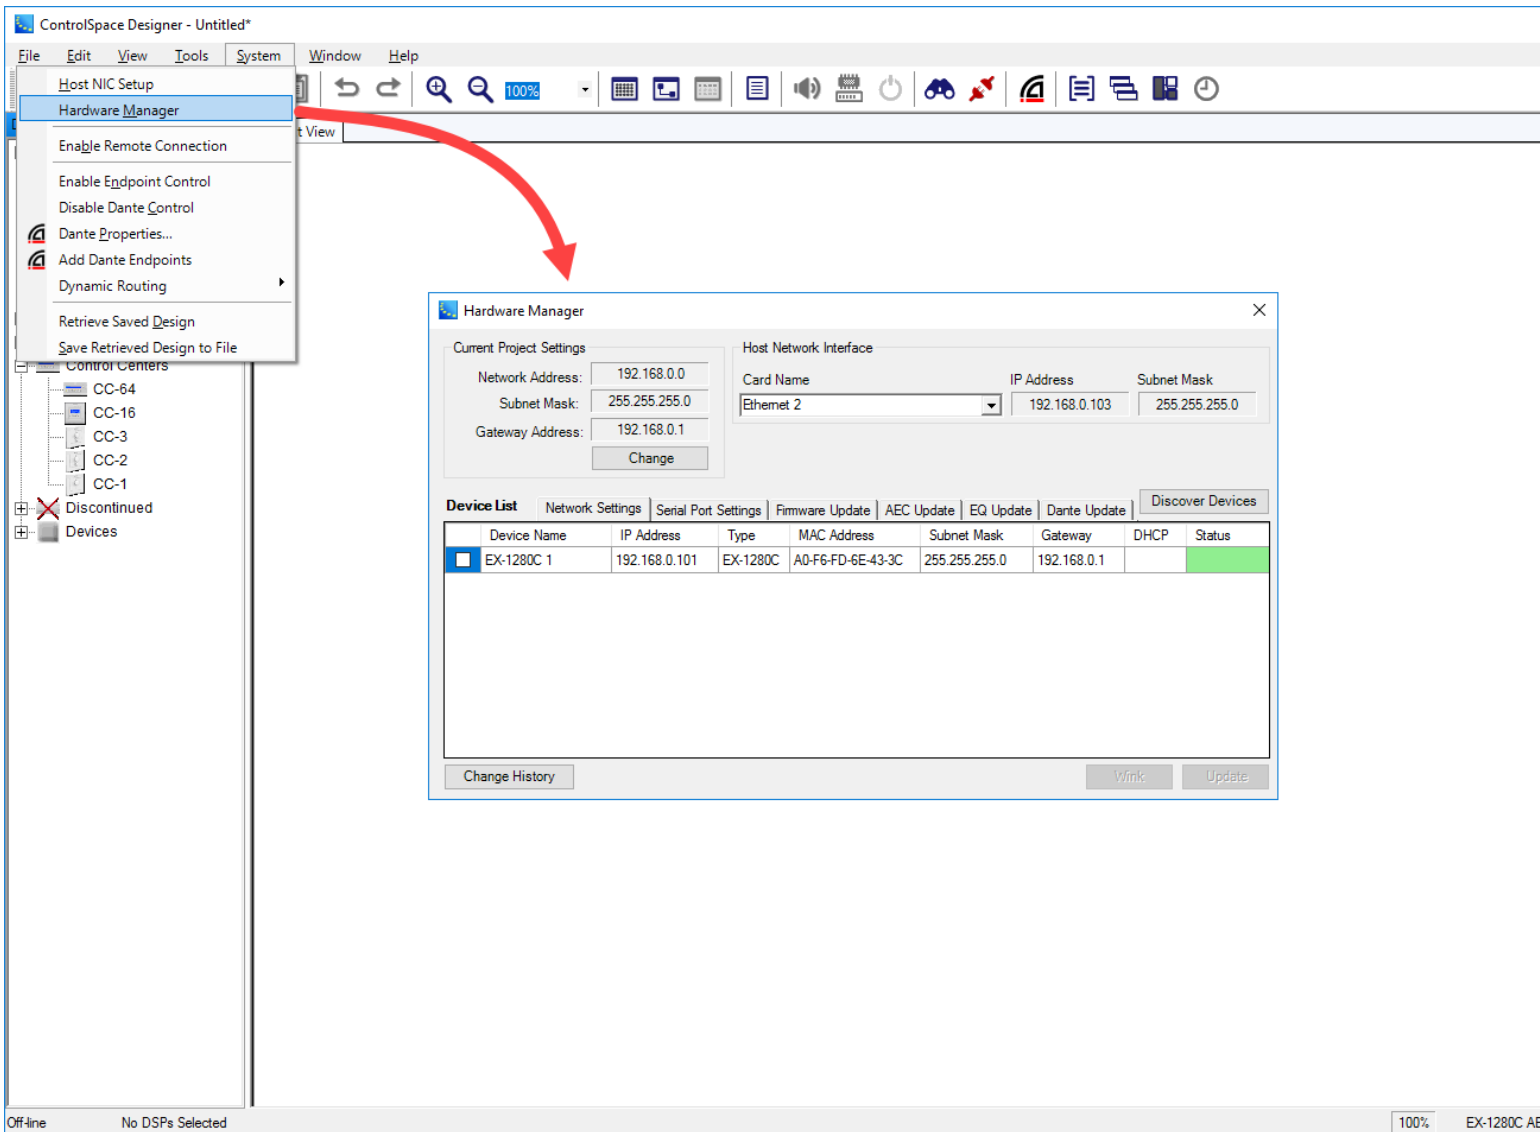 ControlSpace Designer - Untitled*
File Edit View Tools System Window Help
Host NIC Setup
Hardware Manager
Enable Remote Connection
Enable Endpoint Control
Disable Dante Control
Dante Properties...
Add Dante Endpoints
Dynamic Routing
Retrieve Saved Design
Save Retrieved Design to File
100%
t View
Control Centers
CC-64
CC-16
CC-3
CC-2
CC-1
Discontinued
Devices
Hardware Manager
Current Project Settings
Network Address: 192.168.0.0
Subnet Mask: 255.255.255.0
Gateway Address: 192.168.0.1
Change
Host Network Interface
Card Name IP Address Subnet Mask
Ethernet 2 192.168.0.103 255.255.255.0
Device List Network Settings Serial Port Settings Firmware Update AEC Update EQ Update Dante Update Discover Devices
Device Name IP Address Type MAC Address Subnet Mask Gateway DHCP Status
EX-1280C 1 192.168.0.101 EX-1280C A0-F6-FD-6E-43-3C 255.255.255.0 192.168.0.1
Change History Wink Update
Off-line No DSPs Selected 100% EX-1280C AE